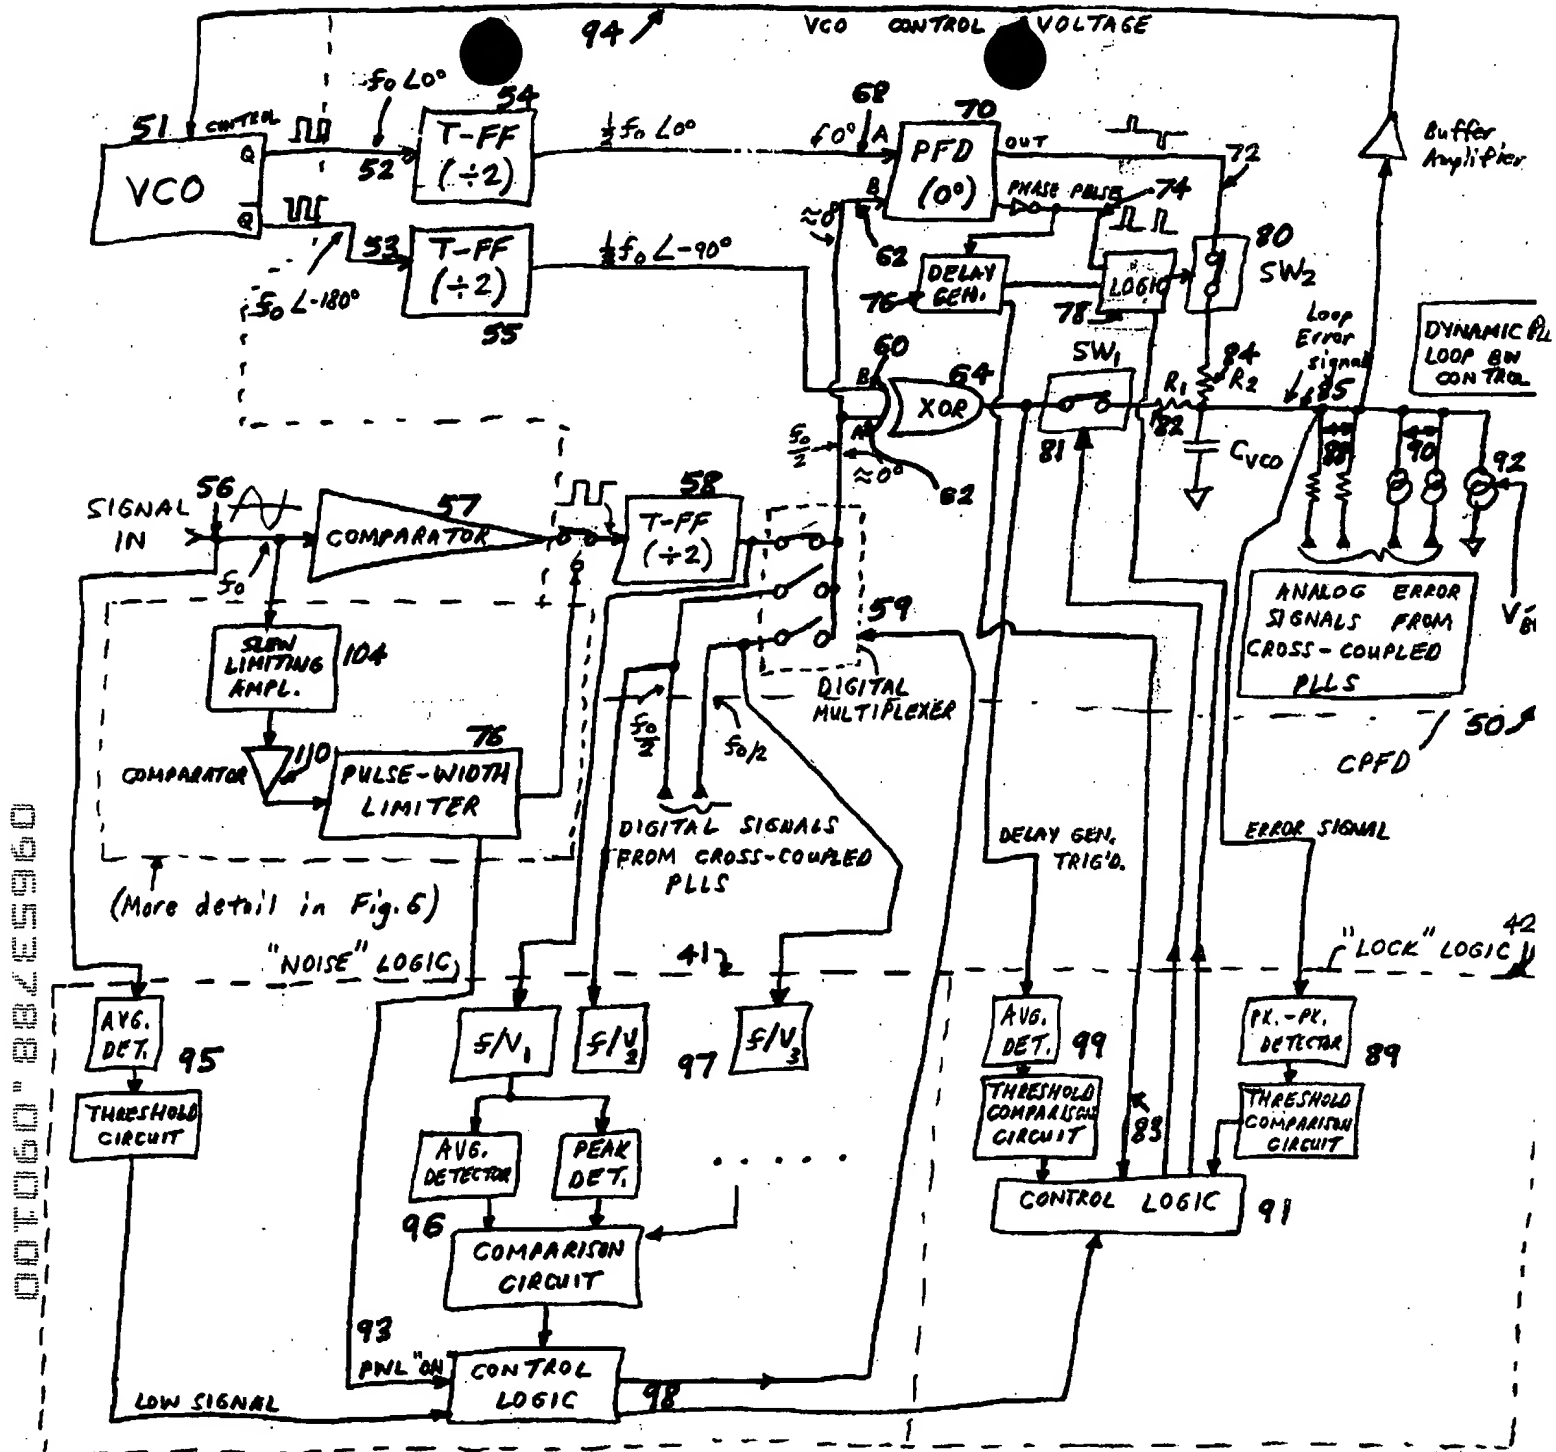 94
VCO CONTROL VOLTAGE
51 CONTROL
f₀ ∠0°
54
½f₀ ∠0°
f0°
68
A
70
OUT
72
Buffer
Amplifier
VCO
Q
Q̅
52
T-FF
(÷2)
PFD
(0°)
B
PHASE PULSE
74
≈0°
62
53
T-FF
(÷2)
55
½f₀ ∠-90°
f₀ ∠-180°
DELAY
GEN.
76
LOGIC
78
80
SW₂
84
R₂
Loop
Error
signal
85
DYNAMIC PLL
LOOP BW
CONTROL
60
B
64
XOR
A
SW₁
81
R₁
82
C VCO
88
90
92
f₀/2
≈0°
62
SIGNAL
IN
56
f₀
57
COMPARATOR
58
T-FF
(÷2)
59
DIGITAL
MULTIPLEXER
ANALOG ERROR
SIGNALS FROM
CROSS-COUPLED
PLLS
50
CPFD
SLEW
LIMITING
AMPL.
104
COMPARATOR
110
76
PULSE-WIDTH
LIMITER
f₀/2
f₀/2
DIGITAL SIGNALS
FROM CROSS-COUPLED
PLLS
DELAY GEN.
TRIG'D.
ERROR SIGNAL
(More detail in Fig.6)
"NOISE" LOGIC
41
"LOCK" LOGIC
42
AVG.
DET.
95
THRESHOLD
CIRCUIT
f/V₁
f/V₂
97
f/V₃
AVG.
DET.
99
THRESHOLD
COMPARISON
CIRCUIT
83
PK.-PK.
DETECTOR
89
THRESHOLD
COMPARISON
CIRCUIT
AVG.
DETECTOR
PEAK
DET.
. . . . . .
96
COMPARISON
CIRCUIT
CONTROL LOGIC
91
93
PWL "ON
CONTROL
LOGIC
98
LOW SIGNAL
09653788.090100